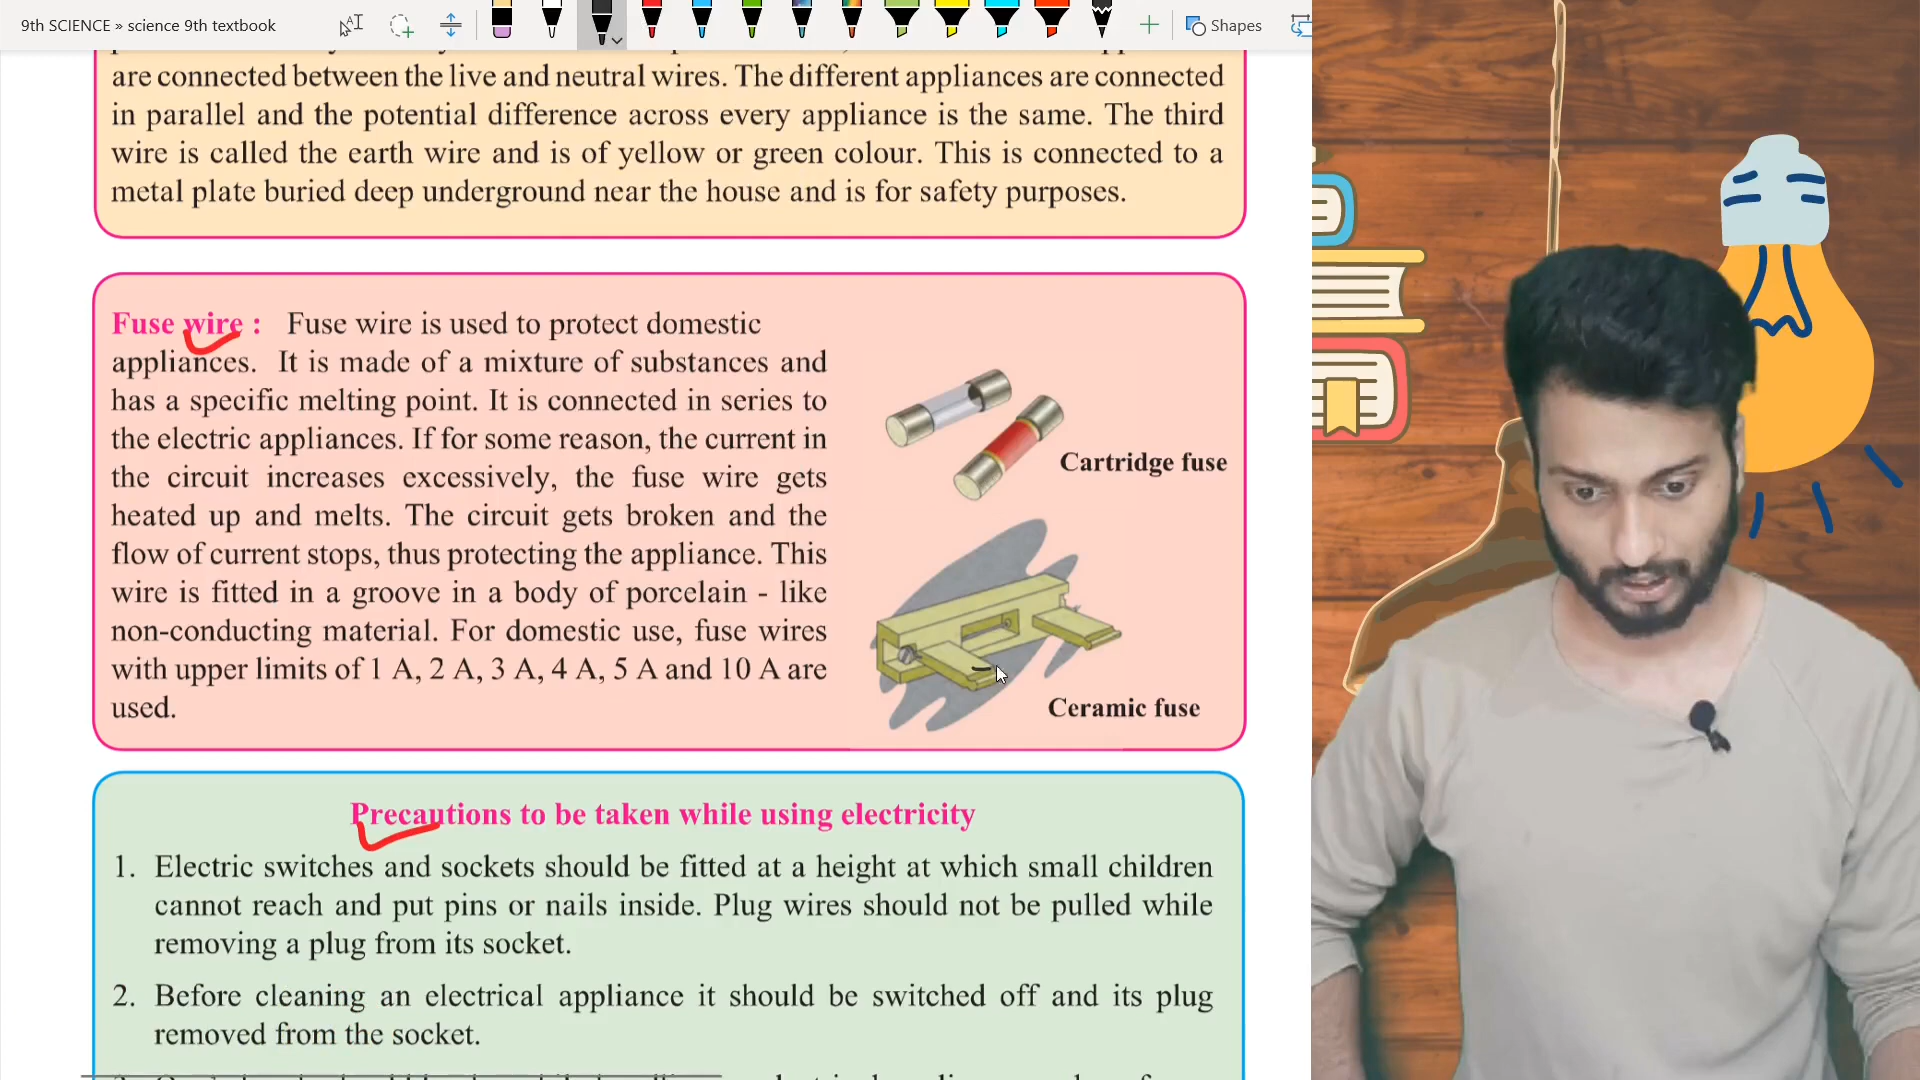 9th SCIENCE » science 9th textbook
Shapes
are connected between the live and neutral wires. The different appliances are connected
in parallel and the potential difference across every appliance is the same. The third
wire is called the earth wire and is of yellow or green colour. This is connected to a
metal plate buried deep underground near the house and is for safety purposes.
Fuse wire : Fuse wire is used to protect domestic
appliances. It is made of a mixture of substances and
has a specific melting point. It is connected in series to
the electric appliances. If for some reason, the current in
the circuit increases excessively, the fuse wire gets
heated up and melts. The circuit gets broken and the
flow of current stops, thus protecting the appliance. This
wire is fitted in a groove in a body of porcelain - like
non-conducting material. For domestic use, fuse wires
with upper limits of 1 A, 2 A, 3 A, 4 A, 5 A and 10 A are
used.
Cartridge fuse
Ceramic fuse
Precautions to be taken while using electricity
1. Electric switches and sockets should be fitted at a height at which small children
cannot reach and put pins or nails inside. Plug wires should not be pulled while
removing a plug from its socket.
2. Before cleaning an electrical appliance it should be switched off and its plug
removed from the socket.